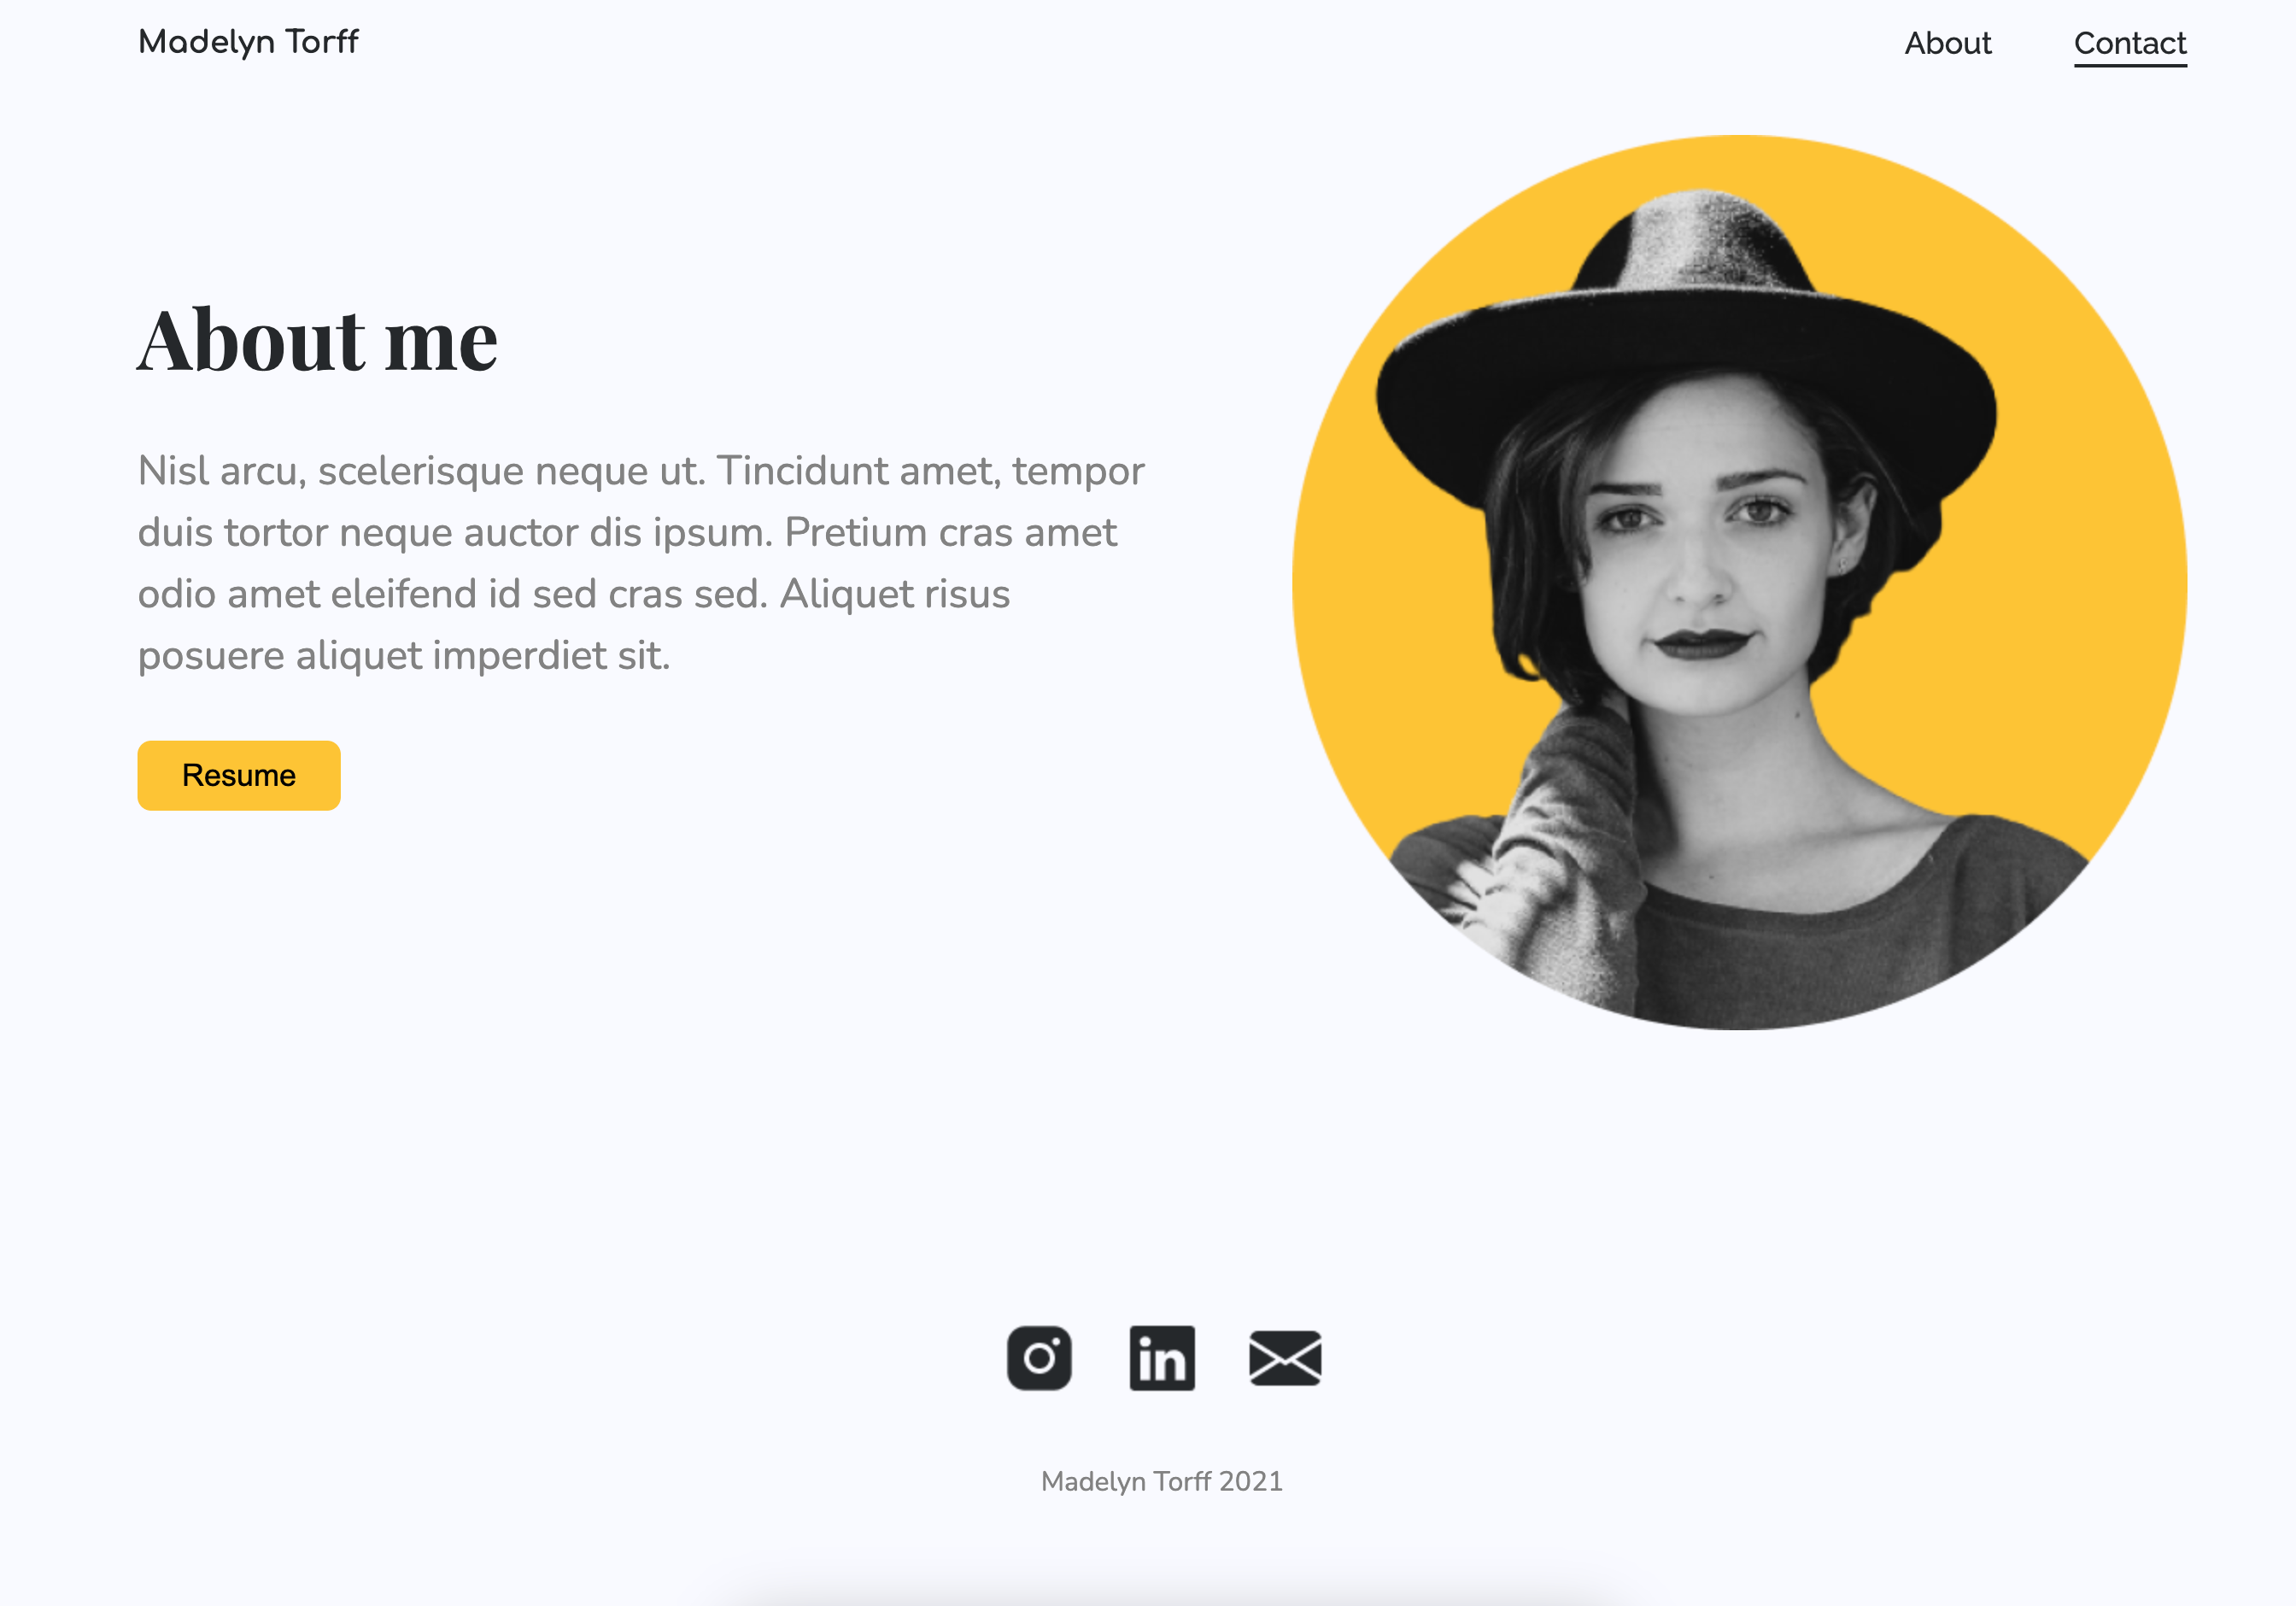 Madelyn Torff
About
Contact
About me
Nisl arcu, scelerisque neque ut. Tincidunt amet, tempor
duis tortor neque auctor dis ipsum. Pretium cras amet
odio amet eleifend id sed cras sed. Aliquet risus
posuere aliquet imperdiet sit.
Resume
in
Madelyn Torff 2021